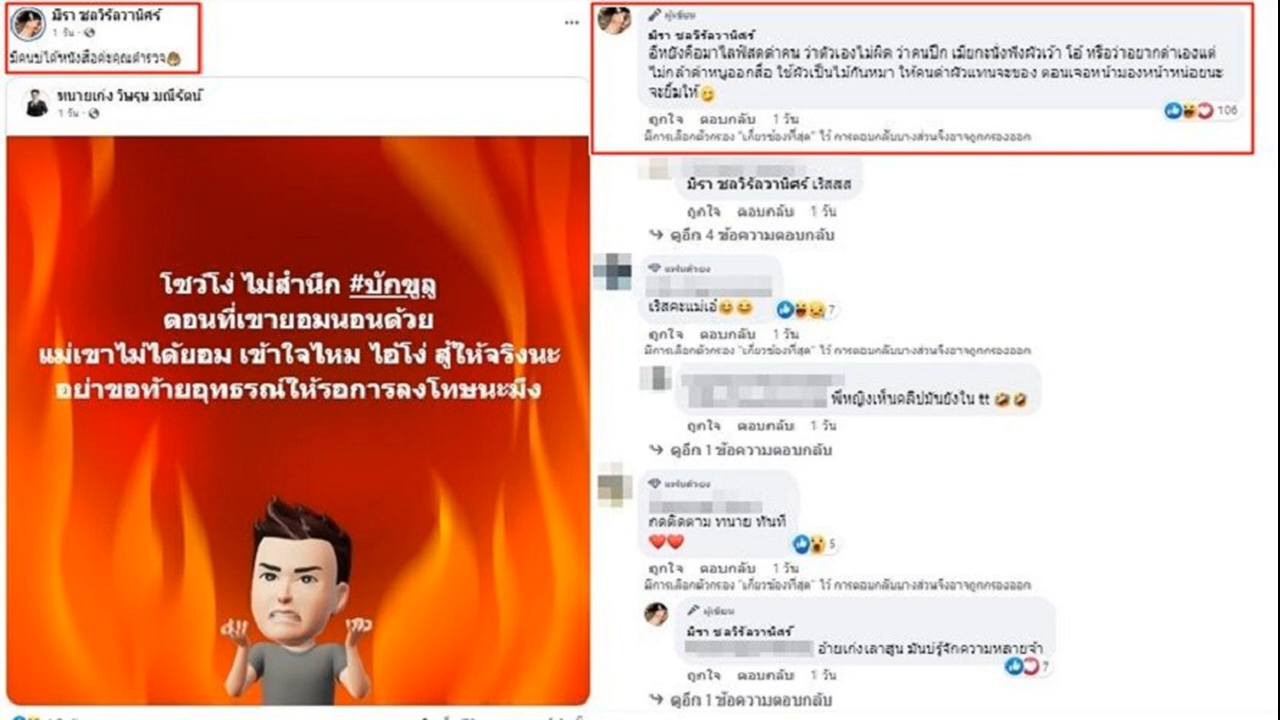 มิรา ชลวิรัลวานิศร์
1 วัน
มีคนบ่ได้หนังสือต๋ะคุณตำรวจ
ทนายเก่ง วิษรุษ มณีรัตน์
1 วัน
โชว์โง่ ไม่สำนึก #บักขูลู
ตอนที่เขายอมนอนด้วย
แม่เขาไม่ได้ยอม เข้าใจไหม ไอ้โง่ สู้ให้จริงนะ
อย่าขอท้ายอุทธรณ์ให้รอการลงโทษนะมึง
ผู้เขียน
มิรา ชลวิรัลวานิศร์
อีหยังคือมาไลฟ์สดด่าคน ว่าตัวเองไม่ผิด ว่าคนปึก เมียกะนั่งฟังผัวเว้า โอ้ หรือว่าอยากด่าเองแต่
ไม่กล้าด่าหนูออกสื่อ ใช้ผัวเป็นไม้กันหมา ให้คนด่าผัวแทนจะของ ตอนเจอหน้ามองหน้าหน่อยนะ
จะยิ้มให้😊
106
ถูกใจ ตอบกลับ 1 วัน
มีการเลือกตัวกรอง "เกี่ยวข้องที่สุด" ไว้ การตอบกลับบางส่วนจึงอาจถูกกรองออก
มิรา ชลวิรัลวานิศร์ เริสสส
ถูกใจ ตอบกลับ 1 วัน
ดูอีก 4 ข้อความตอบกลับ
แฟนตัวยง
เริสคะแม่เอ้😊😊
7
ถูกใจ ตอบกลับ 1 วัน
มีการเลือกตัวกรอง "เกี่ยวข้องที่สุด" ไว้ การตอบกลับบางส่วนจึงอาจถูกกรองออก
พี่หญิงเห็นคลิปมันยังใน tt 🤣🤣
ถูกใจ ตอบกลับ 1 วัน
ดูอีก 1 ข้อความตอบกลับ
แฟนตัวยง
กดติดตาม ทนาย ทันที
❤️❤️
5
ถูกใจ ตอบกลับ 1 วัน
มีการเลือกตัวกรอง "เกี่ยวข้องที่สุด" ไว้ การตอบกลับบางส่วนจึงอาจถูกกรองออก
ผู้เขียน
มิรา ชลวิรัลวานิศร์
อ้ายเก่งเลาสูน มันบ่รู้จักความหลายจ้า
7
ถูกใจ ตอบกลับ 1 วัน
ดูอีก 1 ข้อความตอบกลับ